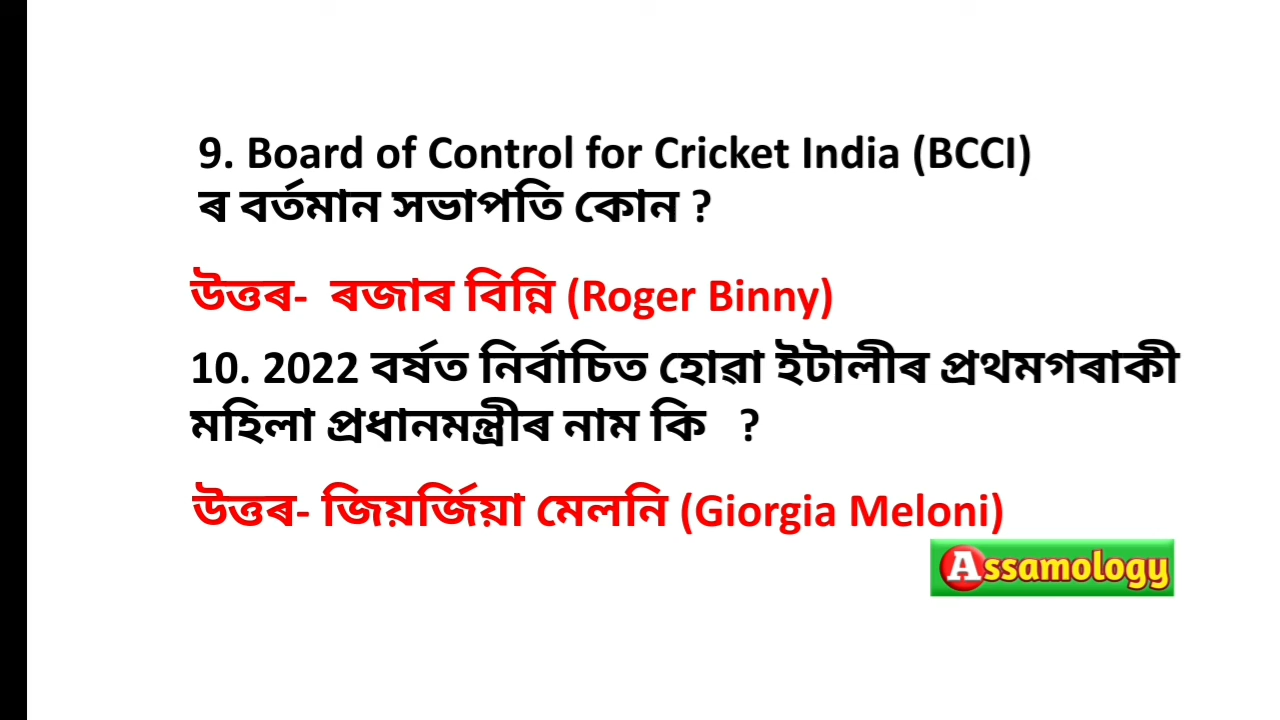 9. Board of Control for Cricket India (BCCI)
ৰ বৰ্তমান সভাপতি কোন ?
উত্তৰ- ৰজাৰ বিন্নি (Roger Binny)
10. 2022 বৰ্ষত নিৰ্বাচিত হোৱা ইটালীৰ প্ৰথমগৰাকী
মহিলা প্ৰধানমন্ত্ৰীৰ নাম কি ?
উত্তৰ- জিয়ৰ্জিয়া মেলনি (Giorgia Meloni)
Assamology